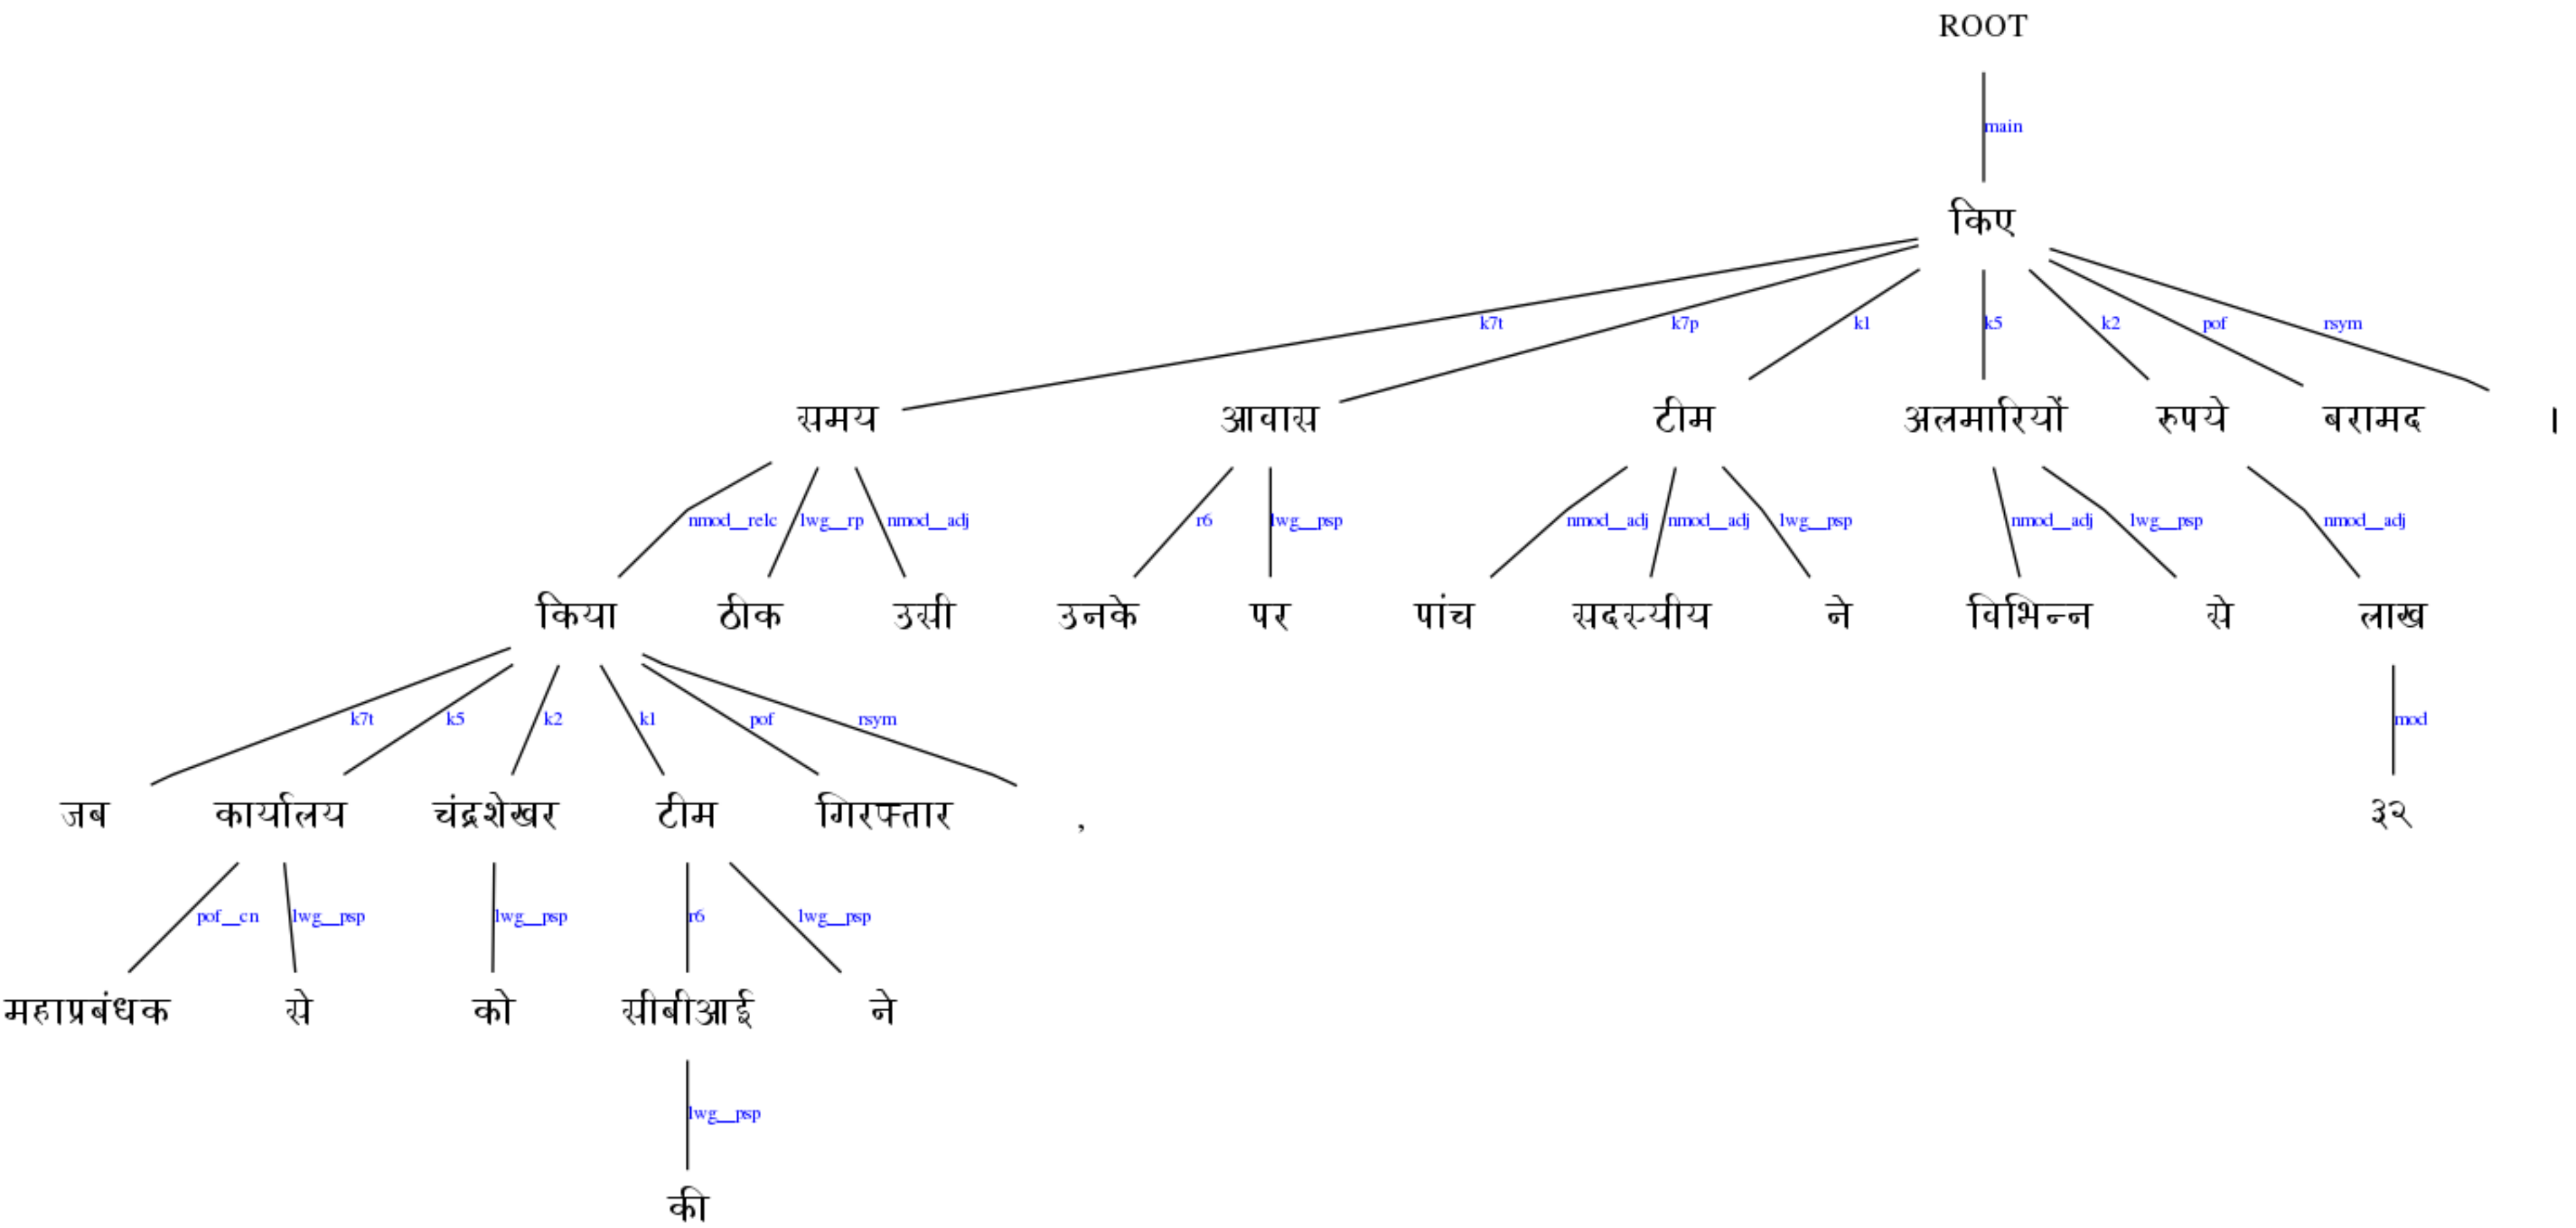 ROOT
main
किए
k7t k7p k1 k5 k2 pof rsym
समय आवास टीम अलमारियों रुपये बरामद ।
nmod__relc lwg__rp nmod__adj r6 lwg__psp nmod__adj nmod__adj lwg__psp nmod__adj lwg__psp nmod__adj
किया ठीक उसी उनके पर पांच सदस्यीय ने विभिन्न से लाख
k7t k5 k2 k1 pof rsym mod
जब कार्यालय चंद्रशेखर टीम गिरफ्तार , ३२
pof__cn lwg__psp lwg__psp r6 lwg__psp
महाप्रबंधक से को सीबीआई ने
lwg__psp
की